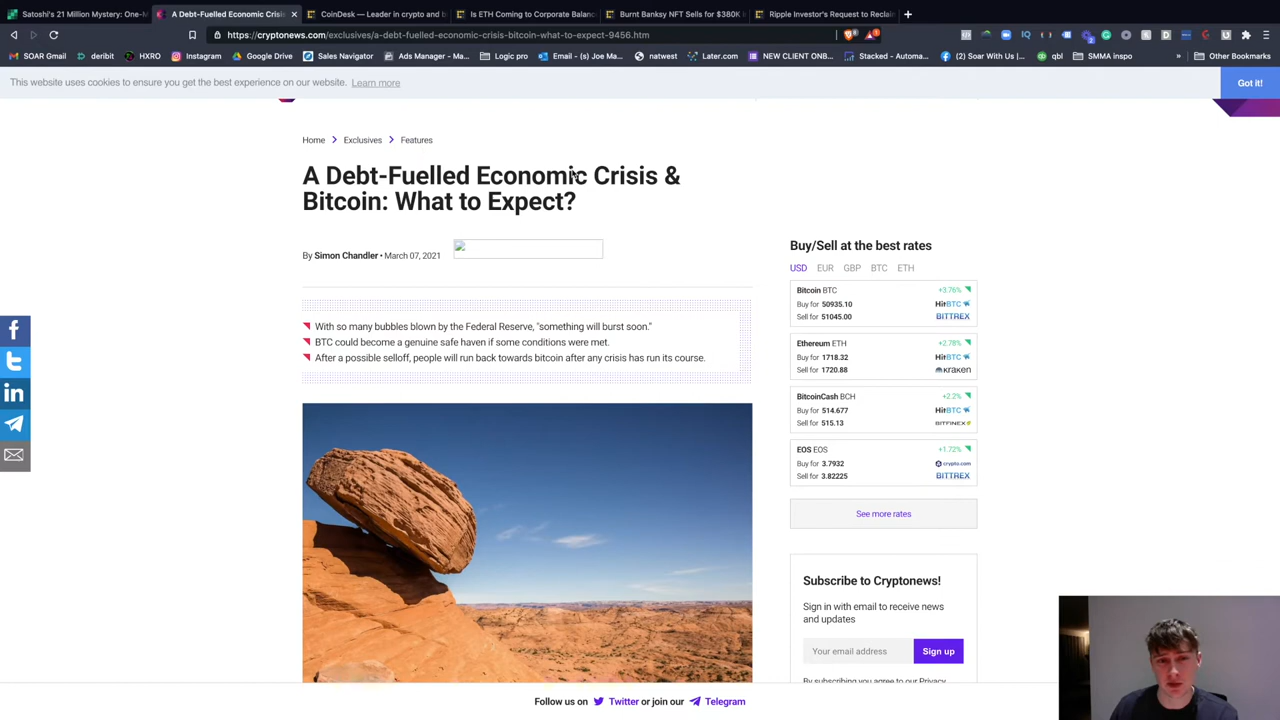 Satoshi's 21 Million Mystery: One-M
A Debt-Fuelled Economic Crisis
CoinDesk — Leader in crypto and b
Is ETH Coming to Corporate Balanc
Burnt Banksy NFT Sells for $380K i
Ripple Investor's Request to Reclai
https://cryptonews.com/exclusives/a-debt-fuelled-economic-crisis-bitcoin-what-to-expect-9456.htm
SOAR Gmail
deribit
HXRO
Instagram
Google Drive
Sales Navigator
Ads Manager - Ma...
Logic pro
Email - (s) Joe Ma...
natwest
Later.com
NEW CLIENT ONB...
Stacked - Automa...
(2) Soar With Us |...
qbl
SMMA inspo
»
Other Bookmarks
This website uses cookies to ensure you get the best experience on our website. Learn more
Got it!
Home > Exclusives > Features
A Debt-Fuelled Economic Crisis &
Bitcoin: What to Expect?
By Simon Chandler • March 07, 2021
With so many bubbles blown by the Federal Reserve, "something will burst soon."
BTC could become a genuine safe haven if some conditions were met.
After a possible selloff, people will run back towards bitcoin after any crisis has run its course.
Buy/Sell at the best rates
USD EUR GBP BTC ETH
Bitcoin BTC +3.76%
Buy for 50935.10 HitBTC
Sell for 51045.00 BITTREX
Ethereum ETH +2.78%
Buy for 1718.32 HitBTC
Sell for 1720.88 kraken
BitcoinCash BCH +2.2%
Buy for 514.677 HitBTC
Sell for 515.13 BITFINEX
EOS EOS +1.72%
Buy for 3.7932 crypto.com
Sell for 3.82225 BITTREX
See more rates
Subscribe to Cryptonews!
Sign in with email to receive news
and updates
Your email address
Sign up
By subscribing you agree to our Privacy
Follow us on Twitter or join our Telegram